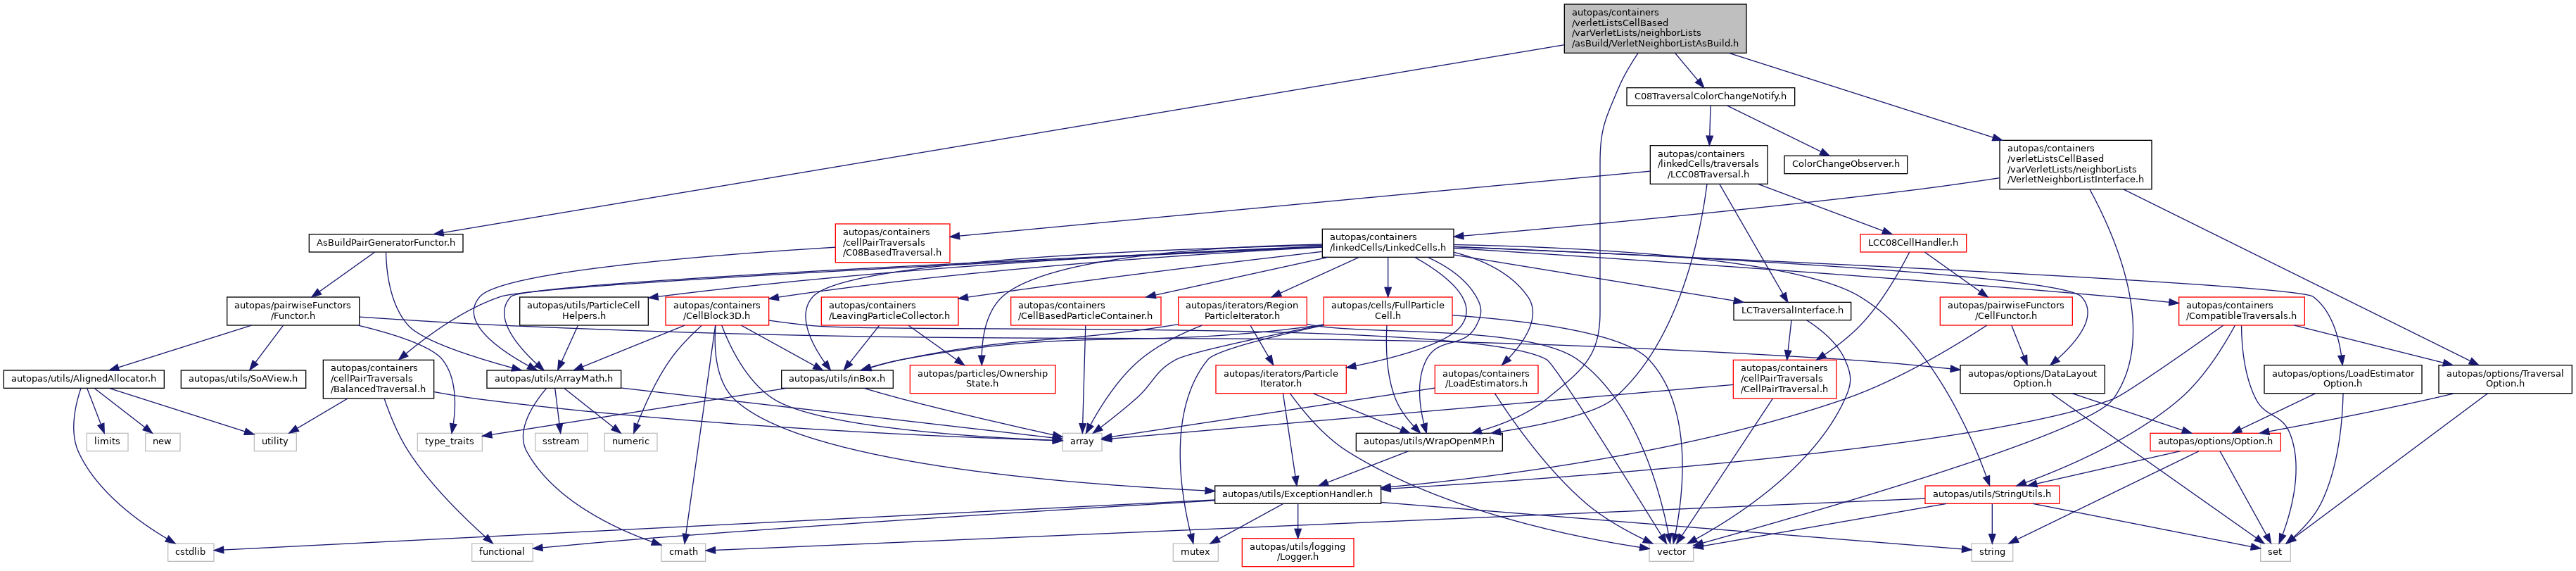 autopas/containers
/verletListsCellBased
/varVerletLists/neighborLists
/asBuild/VerletNeighborListAsBuild.h
C08TraversalColorChangeNotify.h
autopas/containers
/linkedCells/traversals
/LCC08Traversal.h
ColorChangeObserver.h
autopas/containers
/verletListsCellBased
/varVerletLists/neighborLists
/VerletNeighborListInterface.h
AsBuildPairGeneratorFunctor.h
autopas/containers
/cellPairTraversals
/C08BasedTraversal.h
autopas/containers
/linkedCells/LinkedCells.h
LCC08CellHandler.h
autopas/pairwiseFunctors
/Functor.h
autopas/utils/ParticleCell
Helpers.h
autopas/containers
/CellBlock3D.h
autopas/containers
/LeavingParticleCollector.h
autopas/containers
/CellBasedParticleContainer.h
autopas/iterators/Region
ParticleIterator.h
autopas/cells/FullParticle
Cell.h
LCTraversalInterface.h
autopas/pairwiseFunctors
/CellFunctor.h
autopas/containers
/CompatibleTraversals.h
autopas/utils/AlignedAllocator.h
autopas/utils/SoAView.h
autopas/containers
/cellPairTraversals
/BalancedTraversal.h
autopas/utils/ArrayMath.h
autopas/utils/inBox.h
autopas/particles/Ownership
State.h
autopas/iterators/Particle
Iterator.h
autopas/containers
/LoadEstimators.h
autopas/containers
/cellPairTraversals
/CellPairTraversal.h
autopas/options/DataLayout
Option.h
autopas/options/LoadEstimator
Option.h
autopas/options/Traversal
Option.h
limits
new
utility
type_traits
sstream
numeric
array
autopas/utils/WrapOpenMP.h
autopas/options/Option.h
autopas/utils/ExceptionHandler.h
autopas/utils/StringUtils.h
cstdlib
functional
cmath
mutex
autopas/utils/logging
/Logger.h
vector
string
set